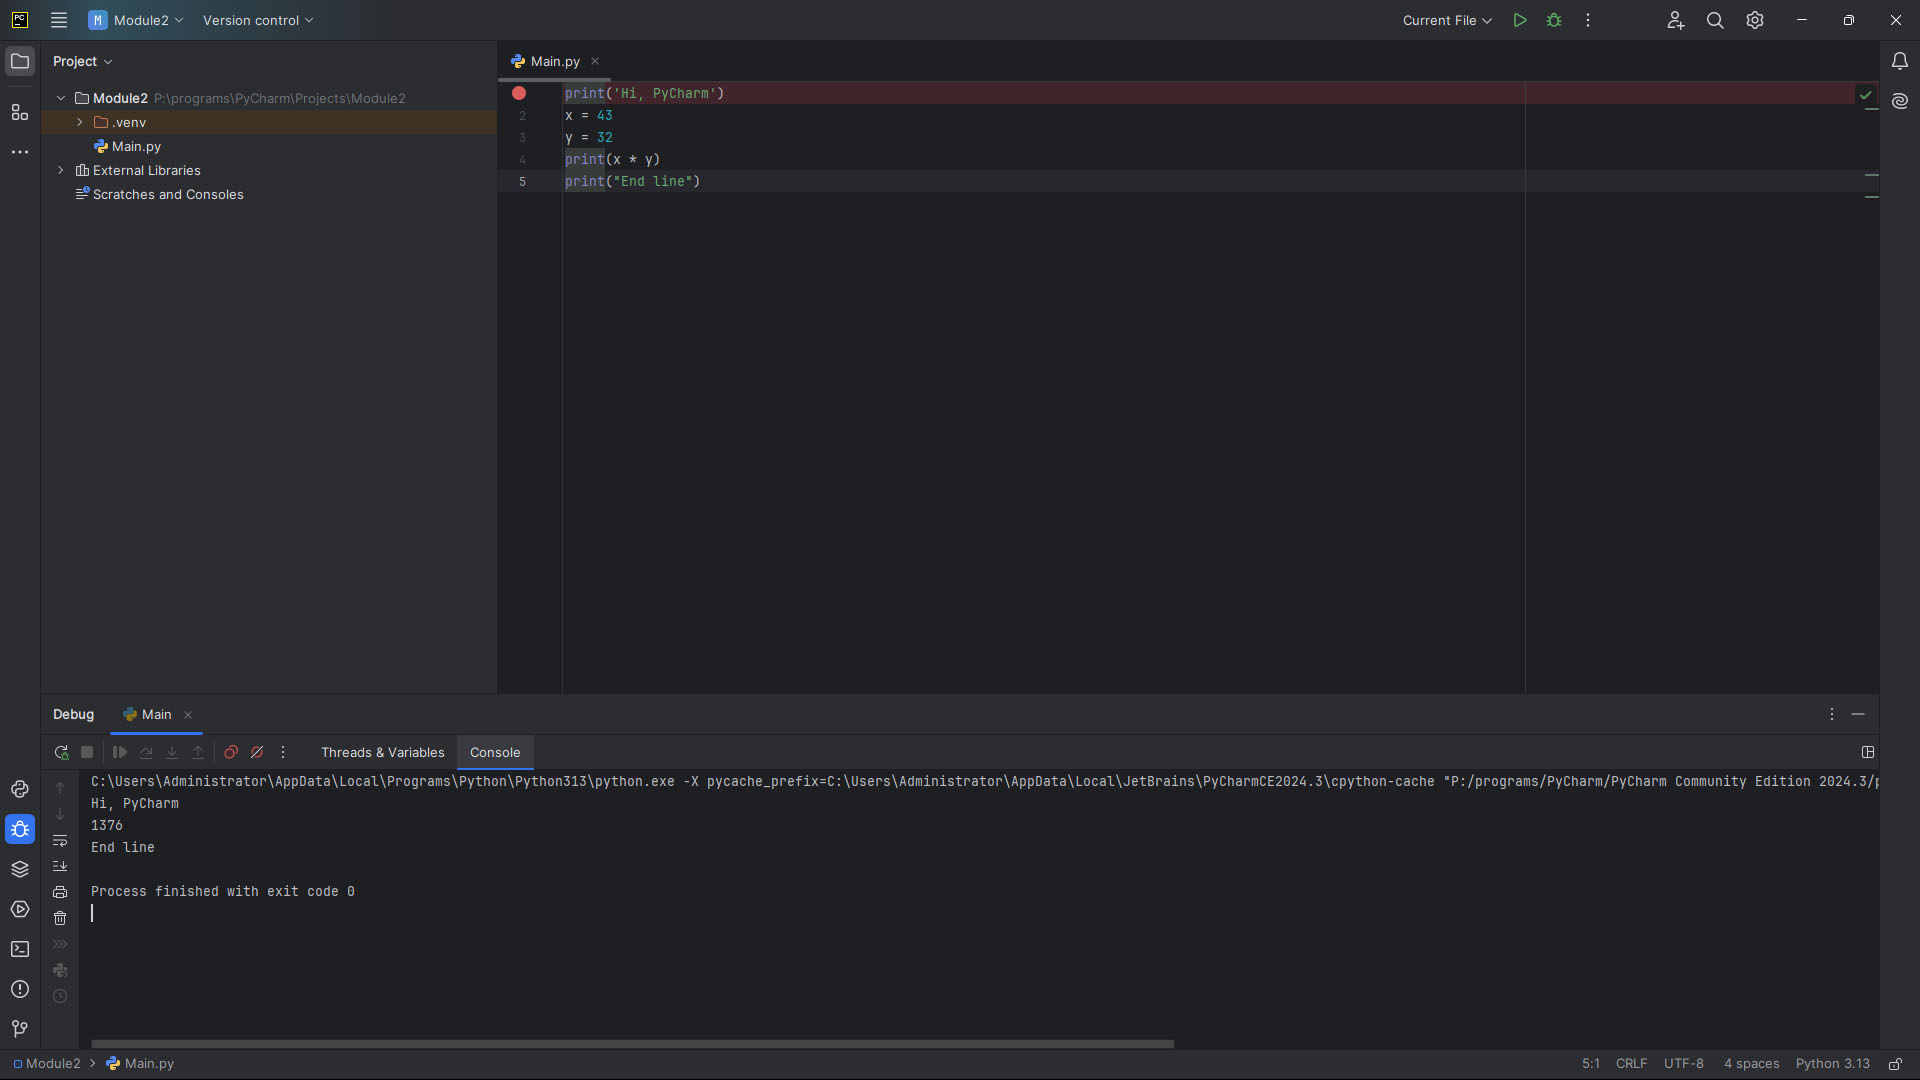 PC
M Module2 Version control Current File
Project
Main.py
Module2 P:\programs\PyCharm\Projects\Module2
.venv
Main.py
External Libraries
Scratches and Consoles
print('Hi, PyCharm')
2 x = 43
3 y = 32
4 print(x * y)
5 print("End line")
Debug Main
Threads & Variables Console
C:\Users\Administrator\AppData\Local\Programs\Python\Python313\python.exe -X pycache_prefix=C:\Users\Administrator\AppData\Local\JetBrains\PyCharmCE2024.3\cpython-cache "P:/programs/PyCharm/PyCharm Community Edition 2024.3/p
Hi, PyCharm
1376
End line
Process finished with exit code 0
Module2 Main.py 5:1 CRLF UTF-8 4 spaces Python 3.13